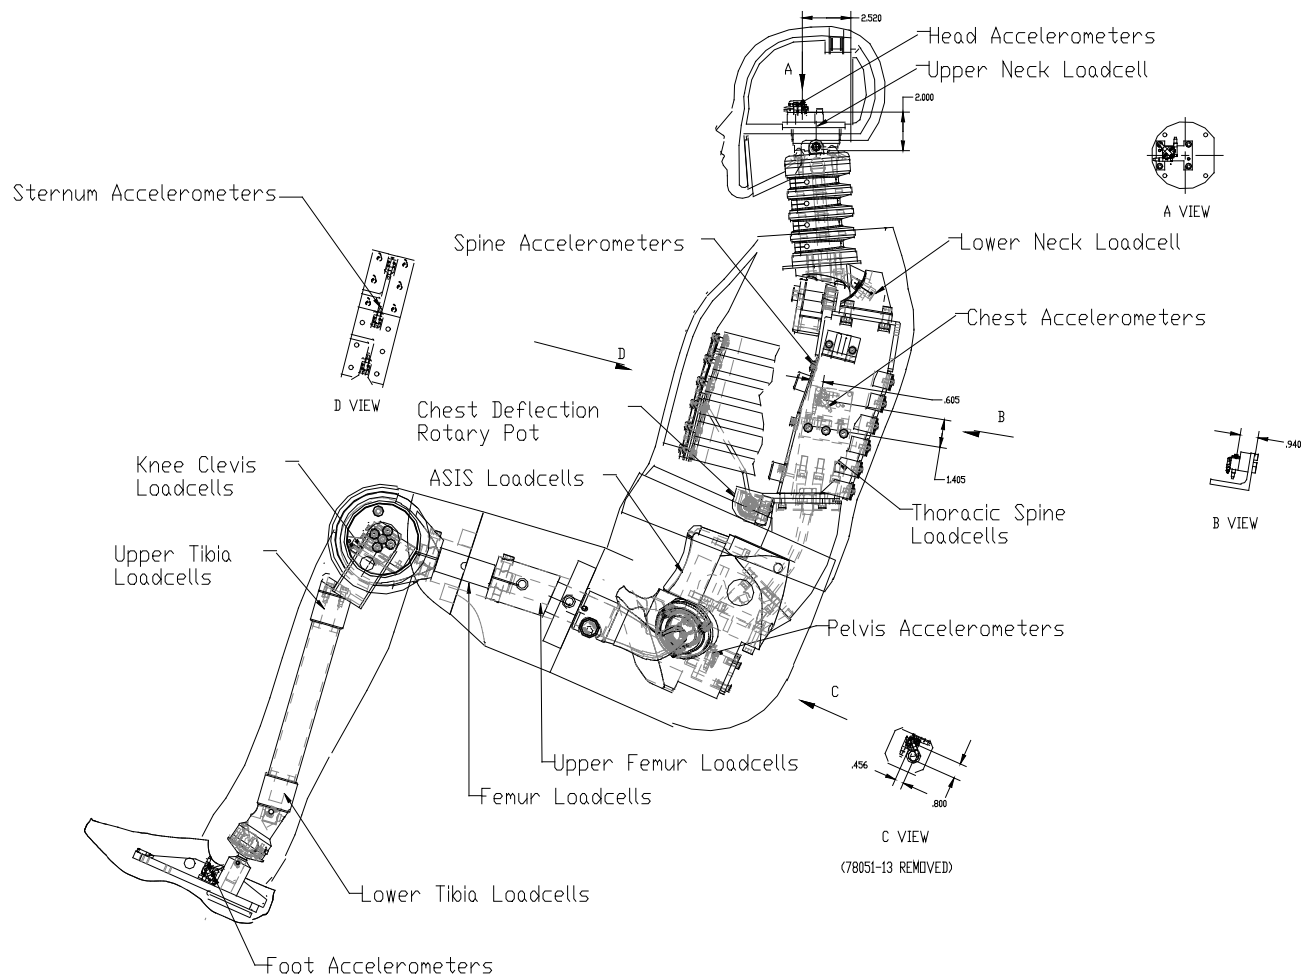 2.520
Head Accelerometers
Upper Neck Loadcell
A
2.000
Sternum Accelerometers
A VIEW
Spine Accelerometers
Lower Neck Loadcell
Chest Accelerometers
D
D VIEW
Chest Deflection
Rotary Pot
.605
B
.940
Knee Clevis
Loadcells
ASIS Loadcells
1.405
Thoracic Spine
Loadcells
B VIEW
Upper Tibia
Loadcells
Pelvis Accelerometers
C
Upper Femur Loadcells
.456
Femur Loadcells
.800
C VIEW
(78051-13 REMOVED)
Lower Tibia Loadcells
Foot Accelerometers